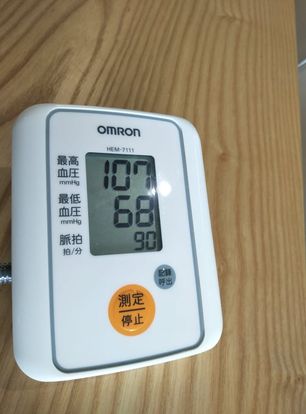 OMRON
HEM-7111
最高
血圧
mmHg
107
最低
血圧
mmHg
68
脈拍
拍/分
90
記録
呼出
測定
停止